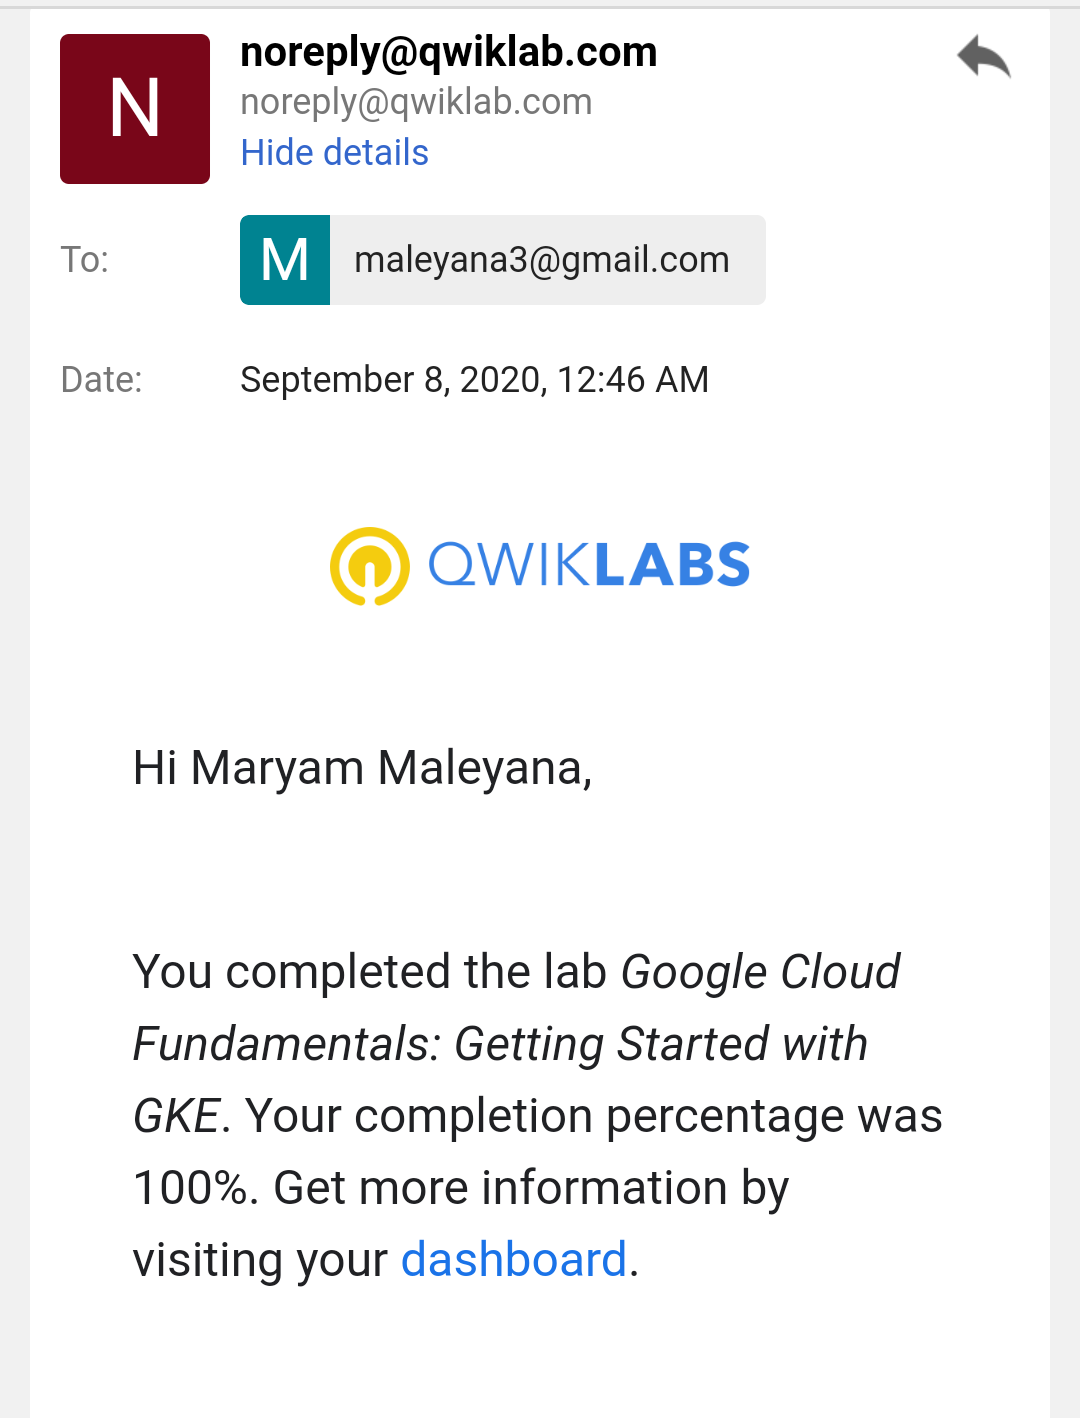 N
noreply@qwiklab.com
noreply@qwiklab.com
Hide details
To:
M
maleyana3@gmail.com
Date:
September 8, 2020, 12:46 AM
QWIKLABS
Hi Maryam Maleyana,
You completed the lab Google Cloud
Fundamentals: Getting Started with
GKE. Your completion percentage was
100%. Get more information by
visiting your dashboard.